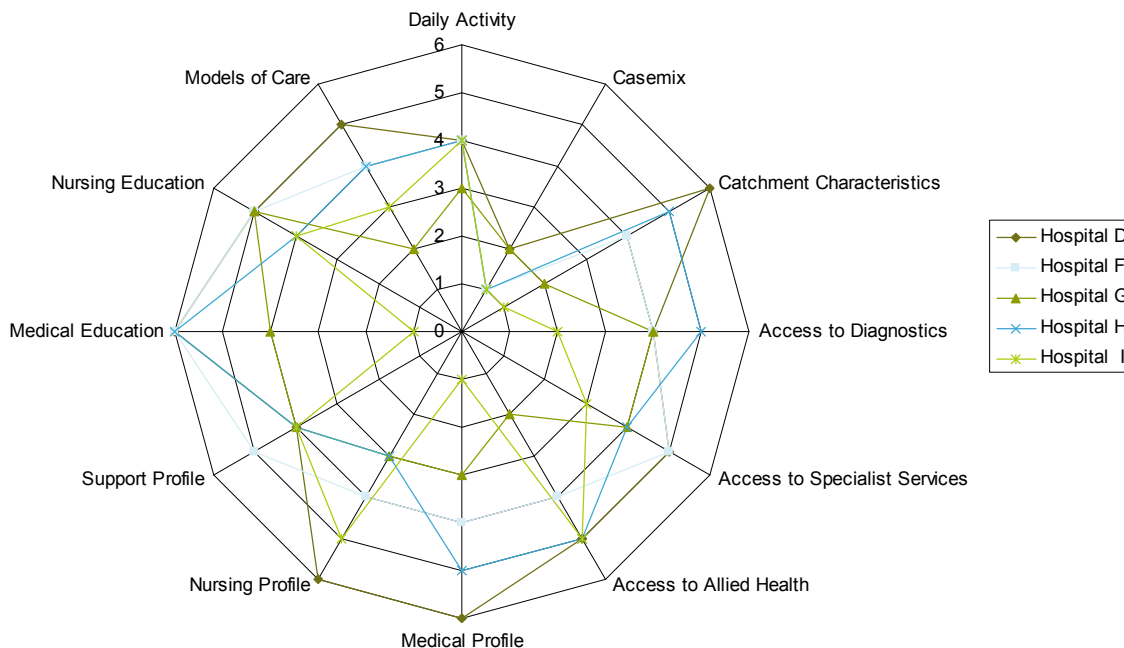 Daily Activity
6
Models of Care
Casemix
5
4
Nursing Education
Catchment Characteristics
3
2
1
Medical Education
0
Access to Diagnostics
Support Profile
Access to Specialist Services
Nursing Profile
Access to Allied Health
Medical Profile
Hospital D
Hospital F
Hospital G
Hospital H
Hospital I